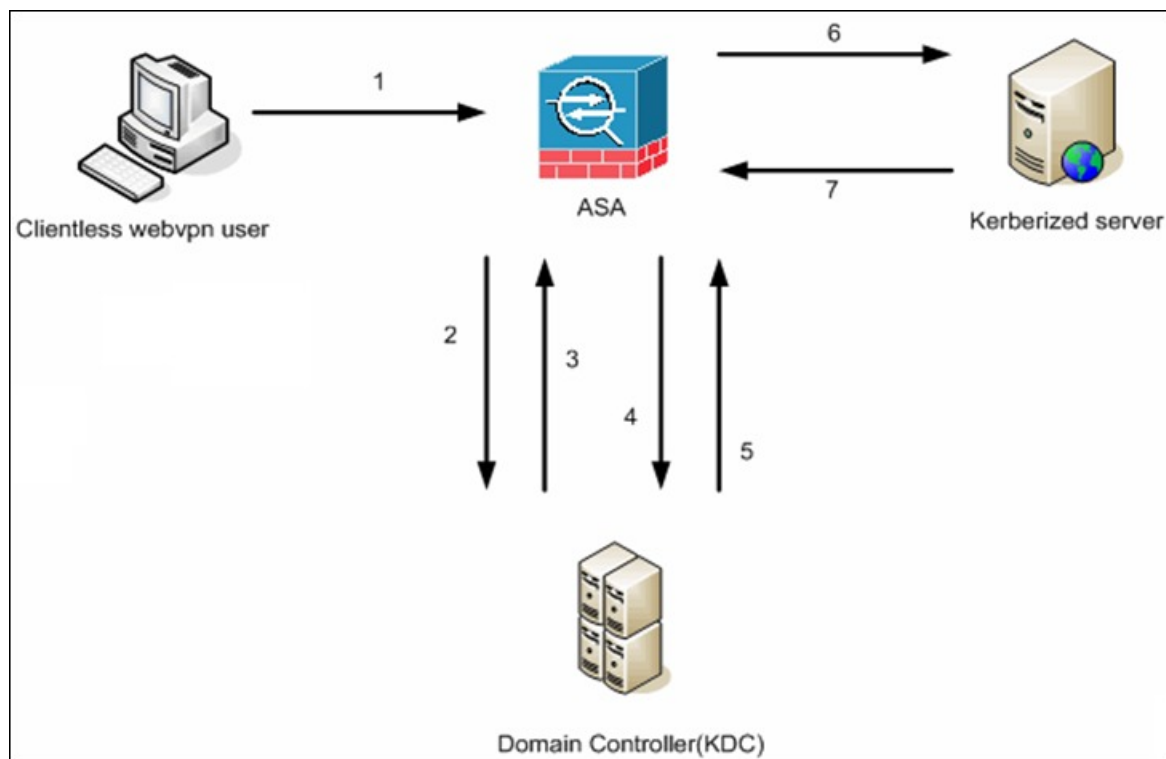 1
6
7
Clientless webvpn user
ASA
Kerberized server
2
3
4
5
Domain Controller(KDC)